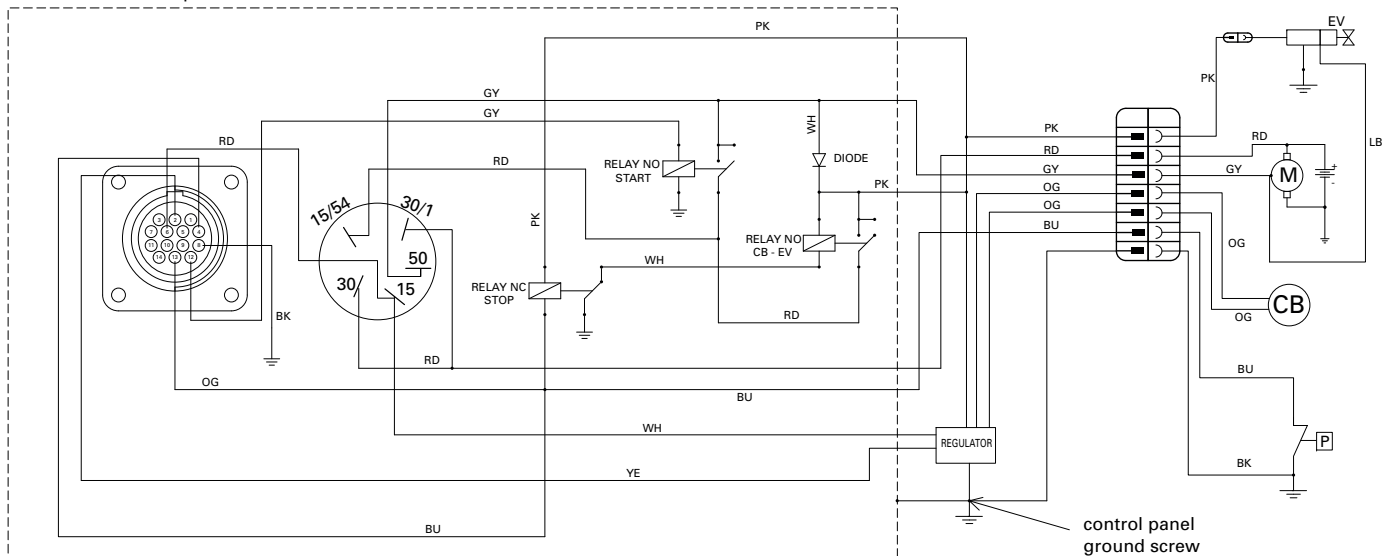 PK
EV
PK
GY
GY
WH
RD
RD
RELAY NO
START
DIODE
PK
PK
RD
GY
OG
OG
BU
RD
GY
M
+
-
LB
15/54
30/1
PK
3 2 1
7 6 5 4
11 10 9 8
14 13 12
50
30
15
RELAY NO
CB - EV
WH
RELAY NC
STOP
OG
CB
OG
BK
RD
RD
OG
BU
BU
WH
REGULATOR
P
YE
BK
BU
control panel
ground screw